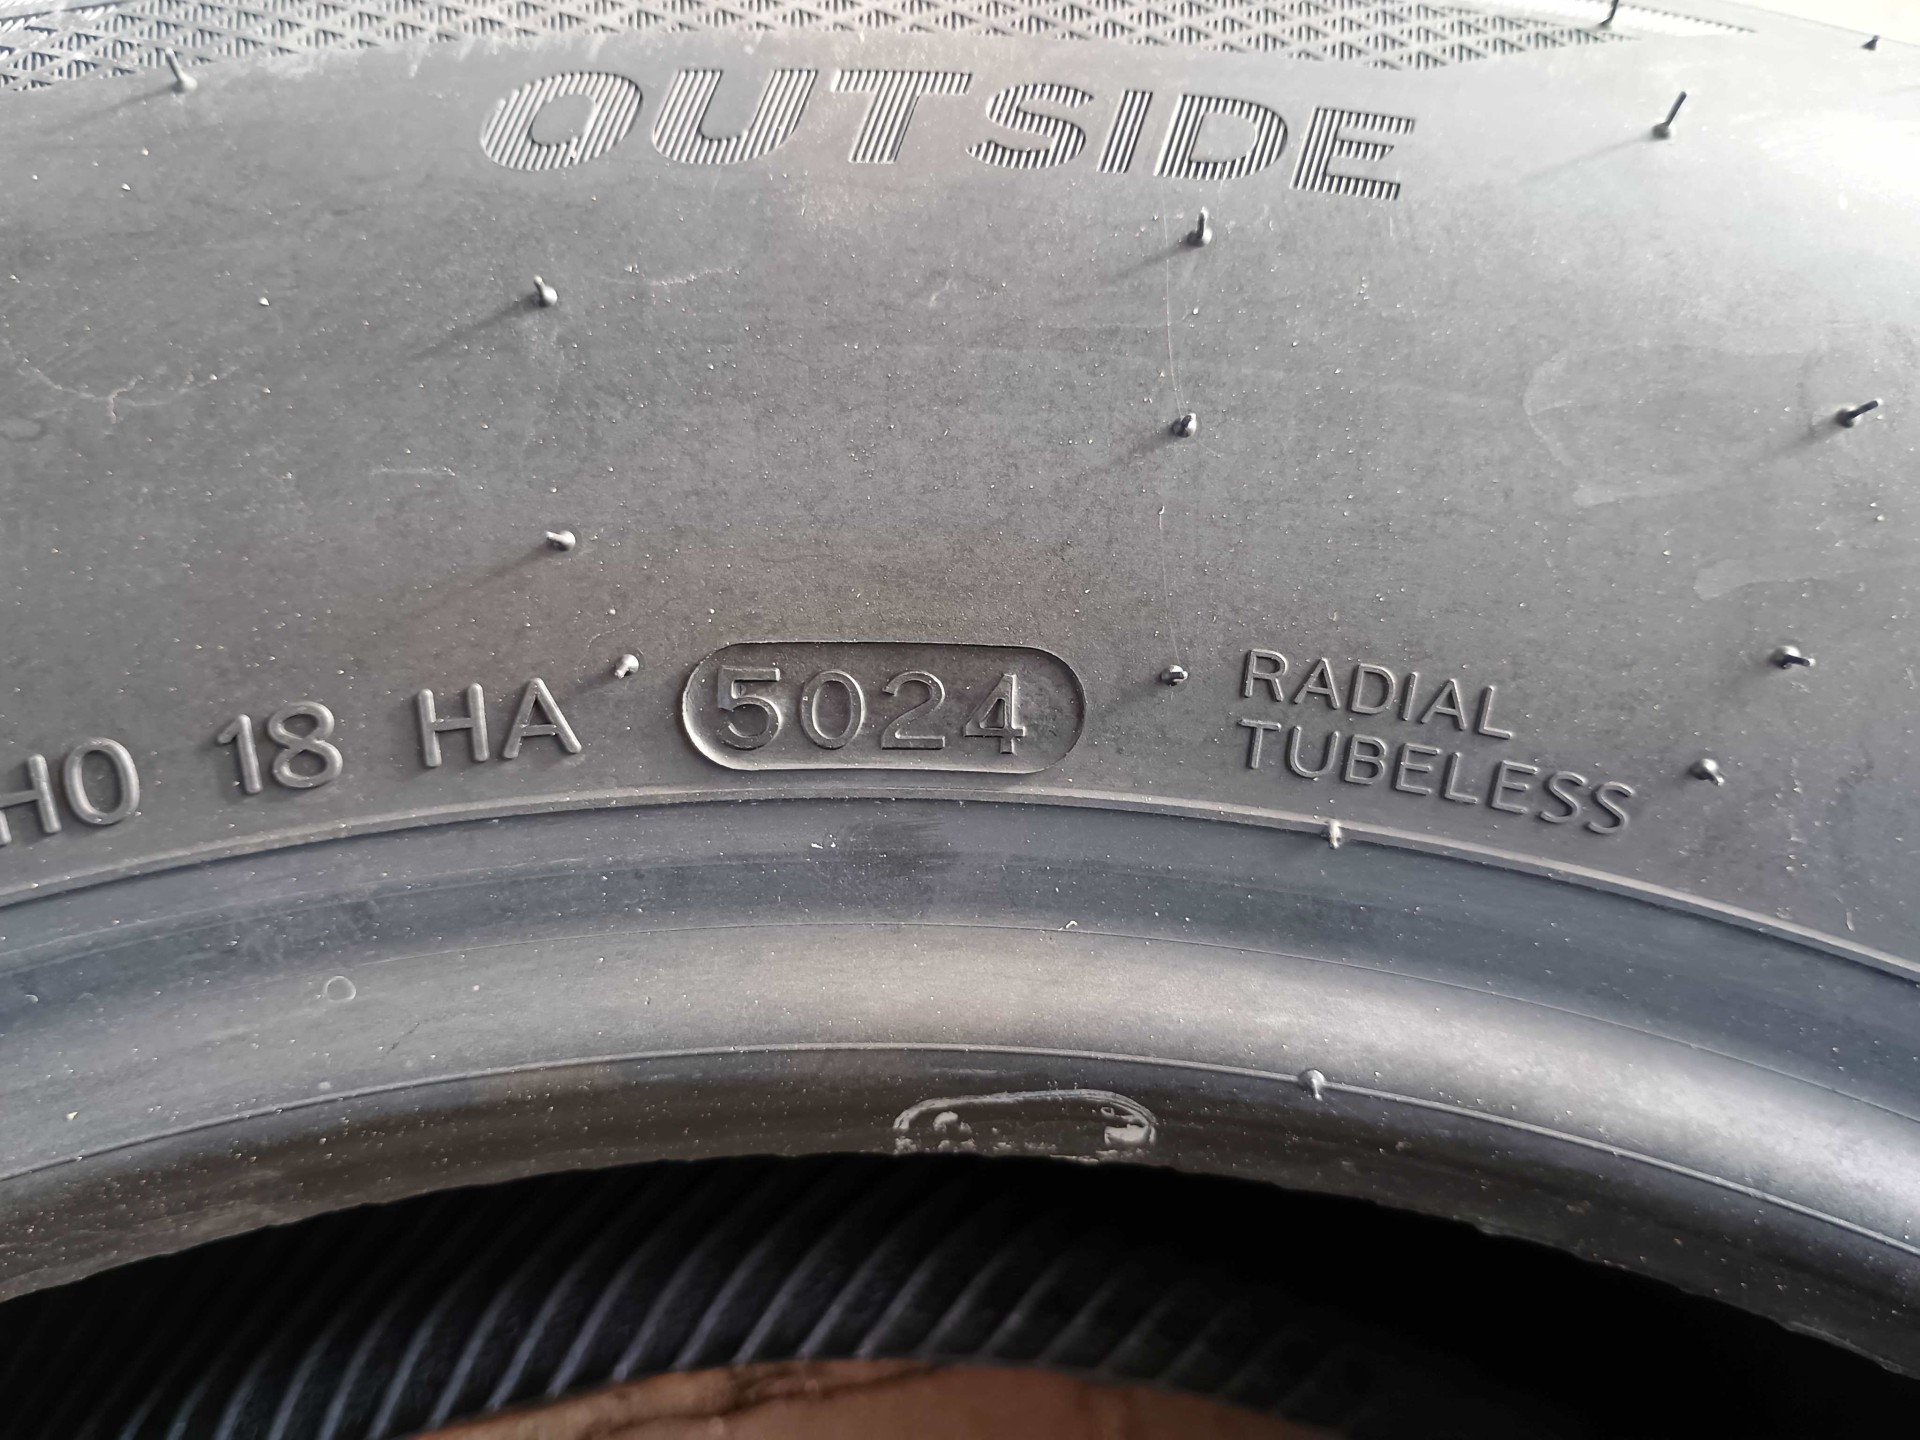 OUTSIDE
H0 18 HA 5024
RADIAL
TUBELESS